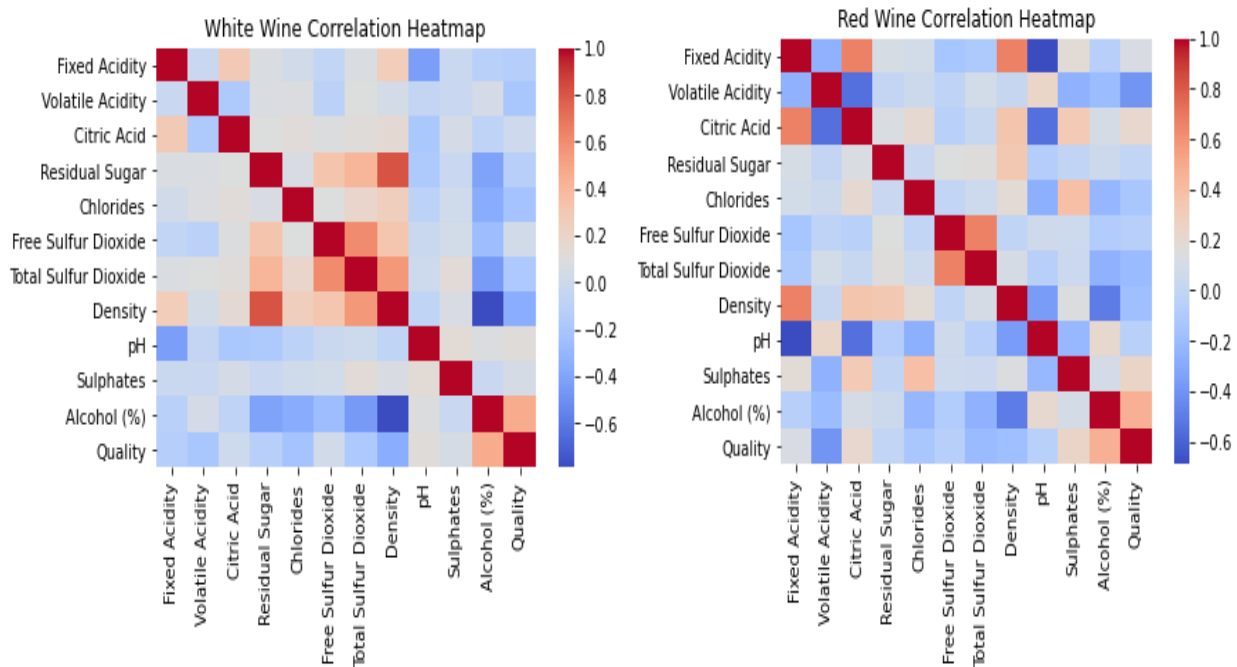 White Wine Correlation Heatmap
Fixed Acidity
Volatile Acidity
Citric Acid
Residual Sugar
Chlorides
Free Sulfur Dioxide
Total Sulfur Dioxide
Density
pH
Sulphates
Alcohol (%)
Quality
Fixed Acidity
Volatile Acidity
Citric Acid
Residual Sugar
Chlorides
Free Sulfur Dioxide
Total Sulfur Dioxide
Density
pH
Sulphates
Alcohol (%)
Quality
1.0
0.8
0.6
0.4
0.2
0.0
−0.2
−0.4
−0.6
Red Wine Correlation Heatmap
Fixed Acidity
Volatile Acidity
Citric Acid
Residual Sugar
Chlorides
Free Sulfur Dioxide
Total Sulfur Dioxide
Density
pH
Sulphates
Alcohol (%)
Quality
Fixed Acidity
Volatile Acidity
Citric Acid
Residual Sugar
Chlorides
Free Sulfur Dioxide
Total Sulfur Dioxide
Density
pH
Sulphates
Alcohol (%)
Quality
1.0
0.8
0.6
0.4
0.2
0.0
−0.2
−0.4
−0.6